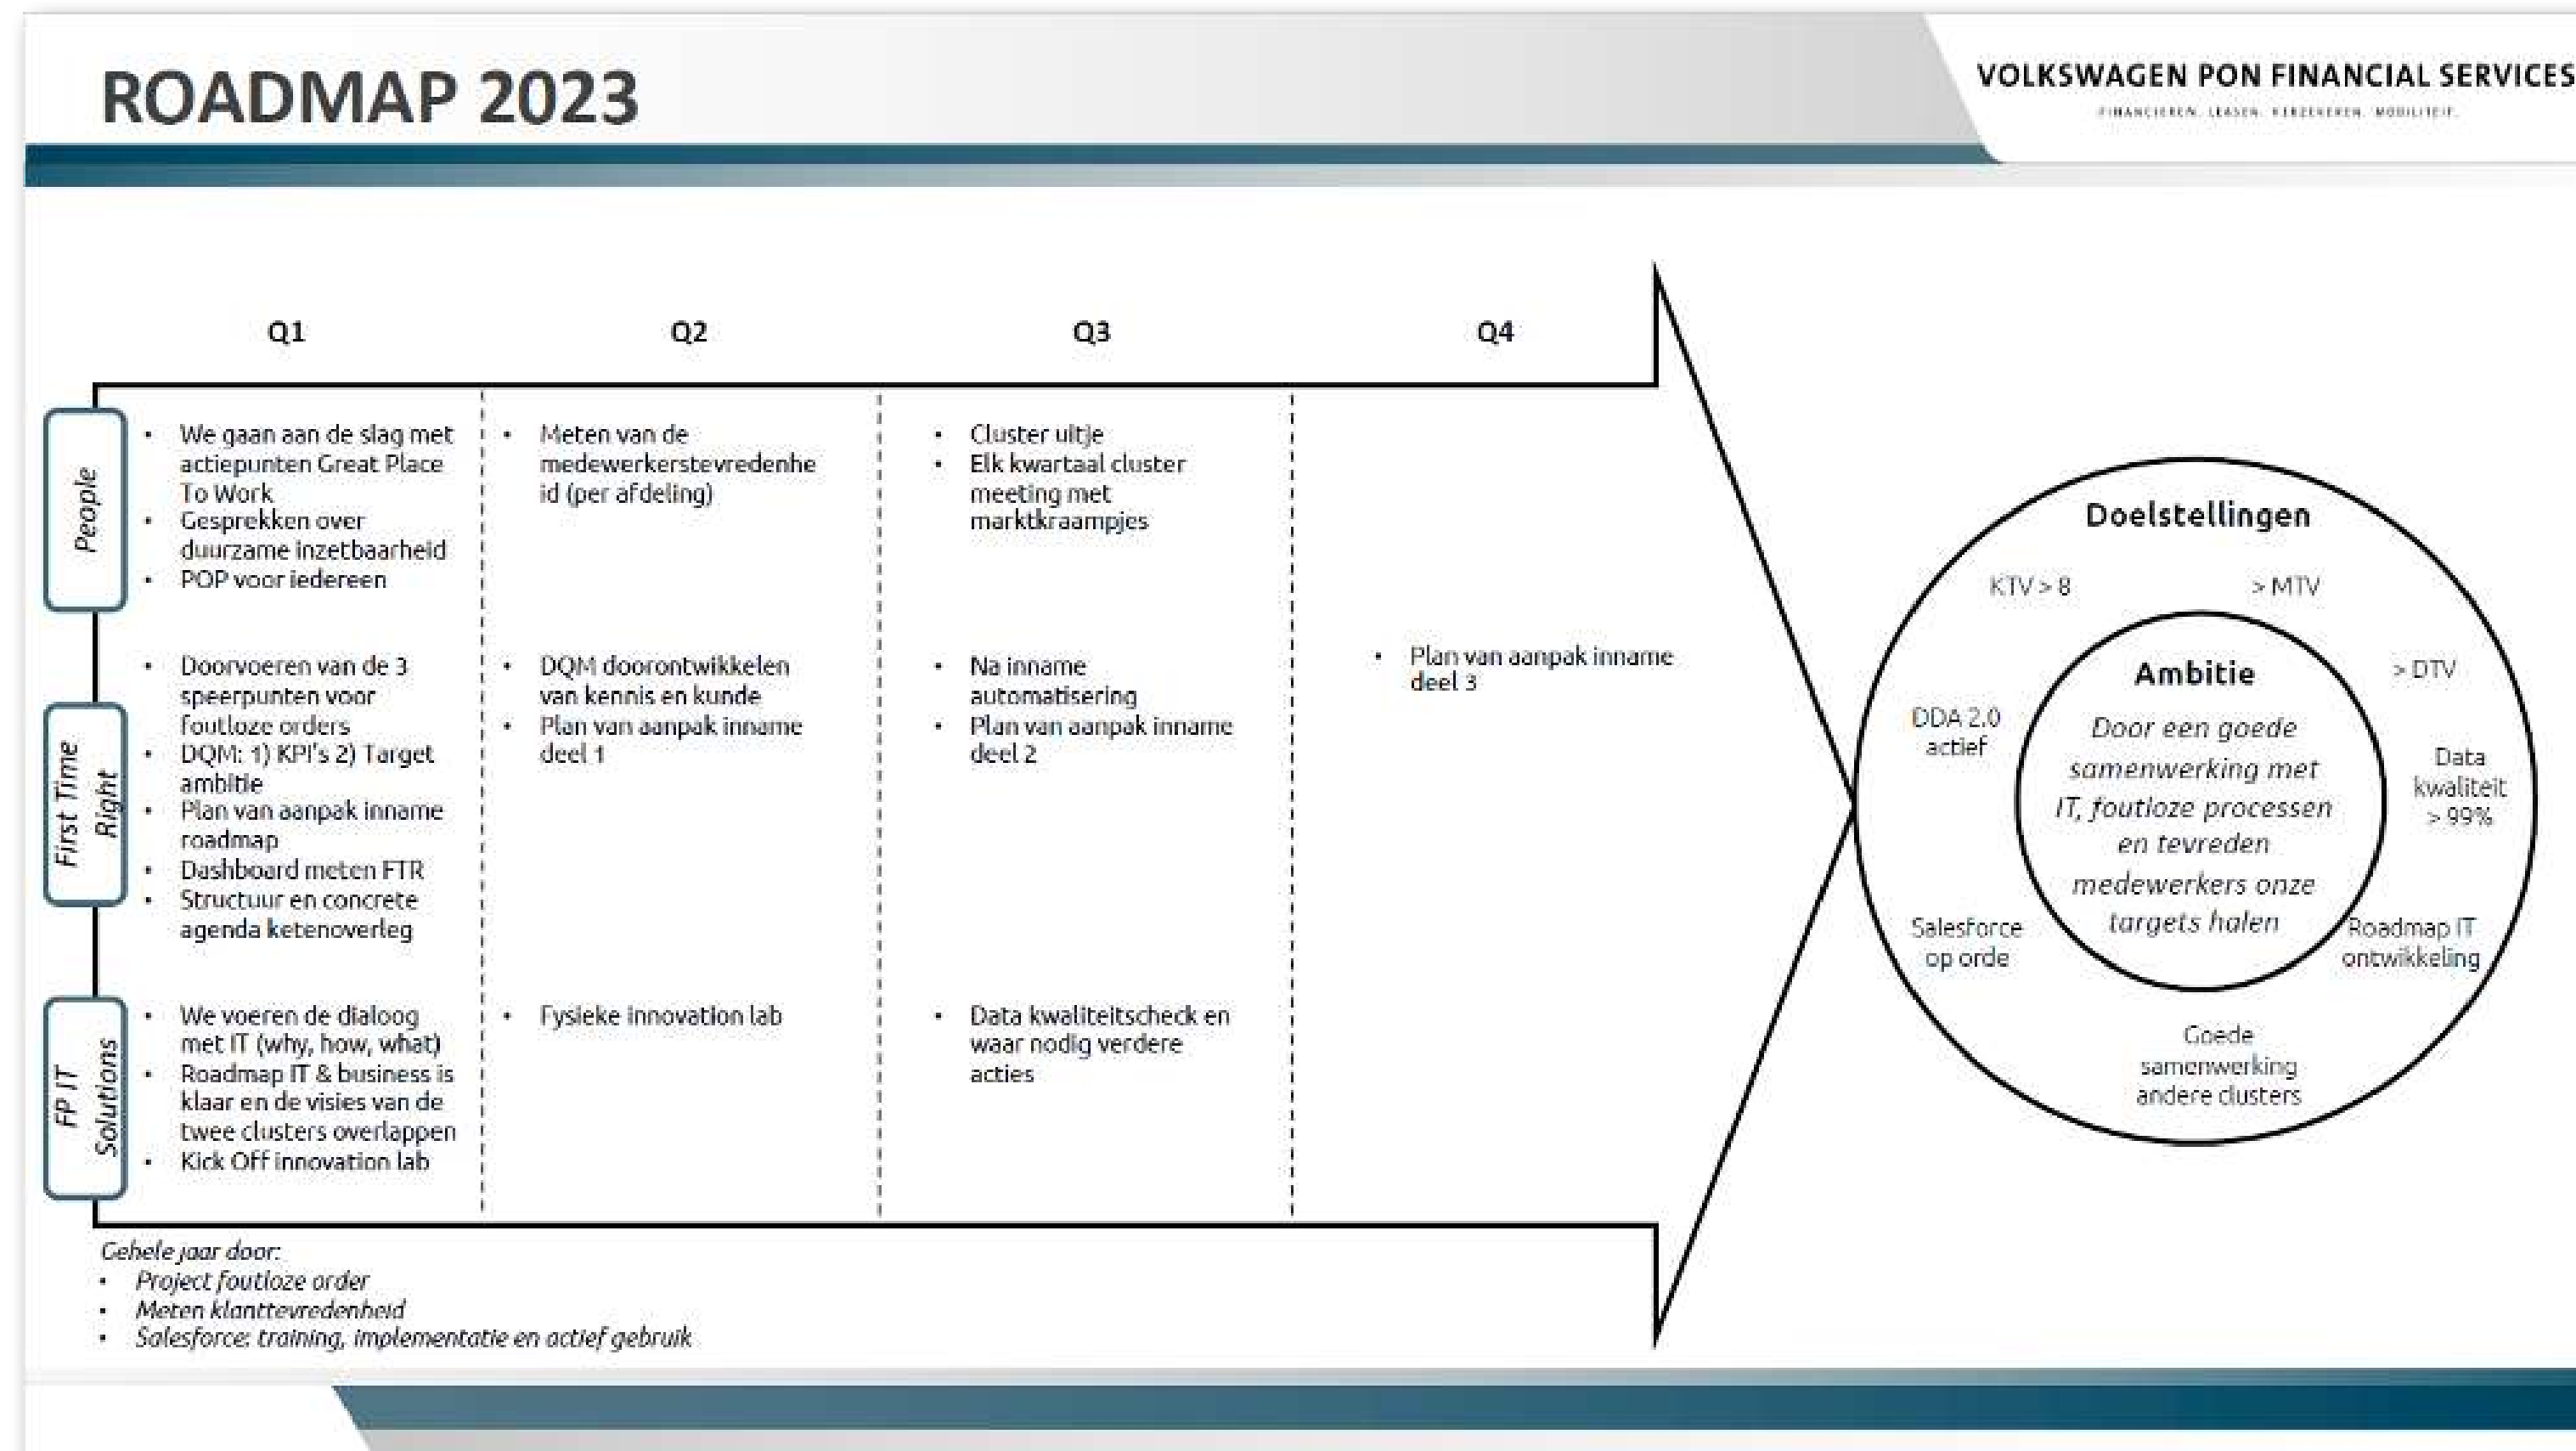 ROADMAP 2023
VOLKSWAGEN PON FINANCIAL SERVICES
FINANCIEREN. LEASEN. VERZEKEREN. MOBILITEIT.
Q1
Q2
Q3
Q4
People
• We gaan aan de slag met
actiepunten Great Place
To Work
• Gesprekken over
duurzame inzetbaarheid
• POP voor iedereen
• Meten van de
medewerkerstevredenhe
id (per afdeling)
• Cluster uitje
• Elk kwartaal cluster
meeting met
marktkraampjes
First Time
Right
• Doorvoeren van de 3
speerpunten voor
foutloze orders
• DQM: 1) KPI's 2) Target
ambitie
• Plan van aanpak inname
roadmap
• Dashboard meten FTR
• Structuur en concrete
agenda ketenoverleg
• DQM doorontwikkelen
van kennis en kunde
• Plan van aanpak inname
deel 1
• Na inname
automatisering
• Plan van aanpak inname
deel 2
• Plan van aanpak inname
deel 3
FP IT
Solutions
• We voeren de dialoog
met IT (why, how, what)
• Roadmap IT & business is
klaar en de visies van de
twee clusters overlappen
• Kick Off innovation lab
• Fysieke innovation lab
• Data kwaliteitscheck en
waar nodig verdere
acties
Gehele jaar door:
• Project foutloze order
• Meten klanttevredenheid
• Salesforce: training, implementatie en actief gebruik
Doelstellingen
KTV > 8
> MTV
> DTV
DDA 2.0
actief
Data
kwaliteit
> 99%
Salesforce
op orde
Roadmap IT
ontwikkeling
Goede
samenwerking
andere clusters
Ambitie
Door een goede
samenwerking met
IT, foutloze processen
en tevreden
medewerkers onze
targets halen